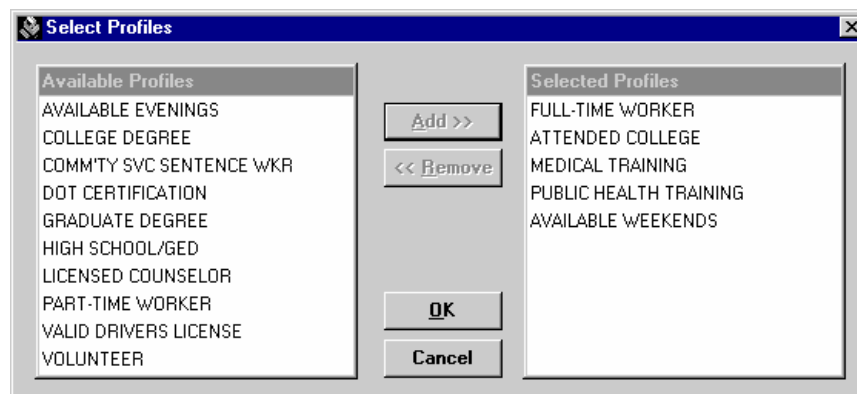 Select Profiles
Available Profiles
AVAILABLE EVENINGS
COLLEGE DEGREE
COMM'TY SVC SENTENCE WKR
DOT CERTIFICATION
GRADUATE DEGREE
HIGH SCHOOL/GED
LICENSED COUNSELOR
PART-TIME WORKER
VALID DRIVERS LICENSE
VOLUNTEER
Add >>
<< Remove
OK
Cancel
Selected Profiles
FULL-TIME WORKER
ATTENDED COLLEGE
MEDICAL TRAINING
PUBLIC HEALTH TRAINING
AVAILABLE WEEKENDS